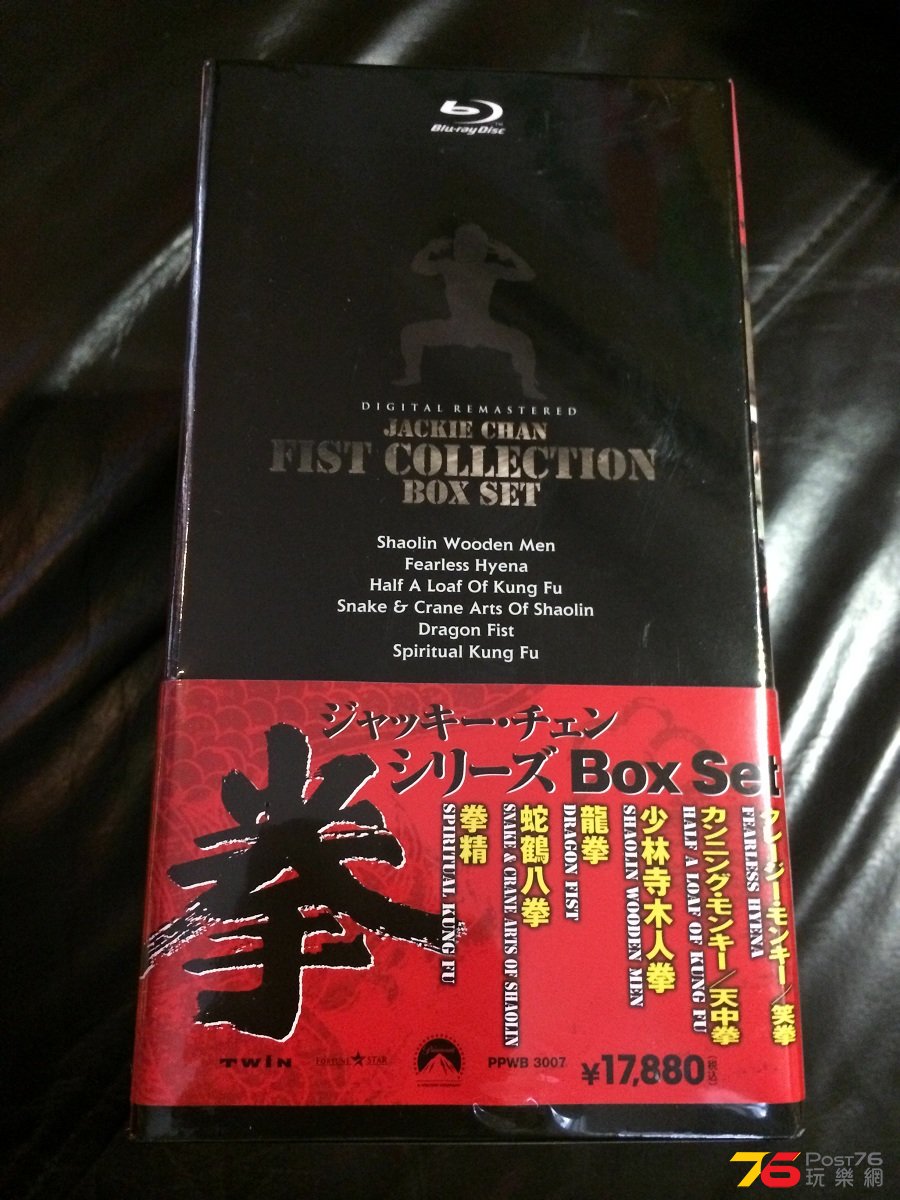 Blu-ray Disc
DIGITAL REMASTERED
JACKIE CHAN
FIST COLLECTION
BOX SET
Shaolin Wooden Men
Fearless Hyena
Half A Loaf Of Kung Fu
Snake & Crane Arts Of Shaolin
Dragon Fist
Spiritual Kung Fu
ジャッキー・チェン
拳シリーズ Box Set
クレージー・モンキー/笑拳
FEARLESS HYENA
カンニング・モンキー/天中拳
HALF A LOAF OF KUNG FU
少林寺木人拳
SHAOLIN WOODEN MEN
龍拳
DRAGON FIST
蛇鶴八拳
SNAKE & CRANE ARTS OF SHAOLIN
拳精
SPIRITUAL KUNG FU
TWIN
FORTUNE STAR
Paramount
PPWB 3007
¥17,880(税込)
76 POST76
玩樂網